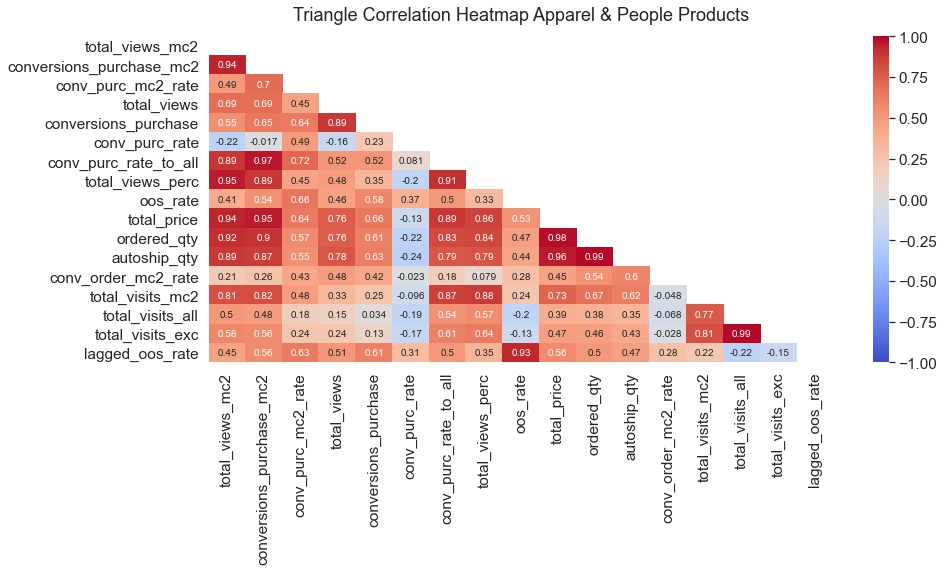 Triangle Correlation Heatmap Apparel & People Products
total_views_mc2
conversions_purchase_mc2 0.94
conv_purc_mc2_rate 0.49 0.7
total_views 0.69 0.69 0.45
conversions_purchase 0.55 0.65 0.64 0.89
conv_purc_rate -0.22 -0.017 0.49 -0.16 0.23
conv_purc_rate_to_all 0.89 0.97 0.72 0.52 0.52 0.081
total_views_perc 0.95 0.89 0.45 0.48 0.35 -0.2 0.91
oos_rate 0.41 0.54 0.66 0.46 0.58 0.37 0.5 0.33
total_price 0.94 0.95 0.64 0.76 0.66 -0.13 0.89 0.86 0.53
ordered_qty 0.92 0.9 0.57 0.76 0.61 -0.22 0.83 0.84 0.47 0.98
autoship_qty 0.89 0.87 0.55 0.78 0.63 -0.24 0.79 0.79 0.44 0.96 0.99
conv_order_mc2_rate 0.21 0.26 0.43 0.48 0.42 -0.023 0.18 0.079 0.28 0.45 0.54 0.6
total_visits_mc2 0.81 0.82 0.48 0.33 0.25 -0.096 0.87 0.88 0.24 0.73 0.67 0.62 -0.048
total_visits_all 0.5 0.48 0.18 0.15 0.034 -0.19 0.54 0.57 -0.2 0.39 0.38 0.35 -0.068 0.77
total_visits_exc 0.58 0.56 0.24 0.24 0.13 -0.17 0.61 0.64 -0.13 0.47 0.46 0.43 -0.028 0.81 0.99
lagged_oos_rate 0.45 0.56 0.63 0.51 0.61 0.31 0.5 0.35 0.93 0.56 0.5 0.47 0.28 0.22 -0.22 -0.15
total_views_mc2
conversions_purchase_mc2
conv_purc_mc2_rate
total_views
conversions_purchase
conv_purc_rate
conv_purc_rate_to_all
total_views_perc
oos_rate
total_price
ordered_qty
autoship_qty
conv_order_mc2_rate
total_visits_mc2
total_visits_all
total_visits_exc
lagged_oos_rate
1.00
0.75
0.50
0.25
0.00
−0.25
−0.50
−0.75
−1.00